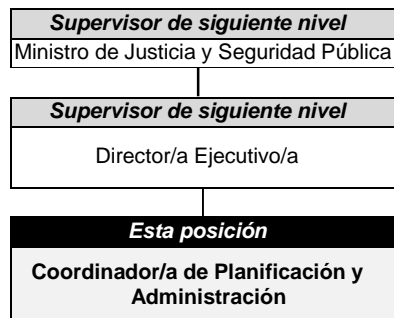 Supervisor de siguiente nivel
Ministro de Justicia y Seguridad Pública
Supervisor de siguiente nivel
Director/a Ejecutivo/a
Esta posición
Coordinador/a de Planificación y
Administración